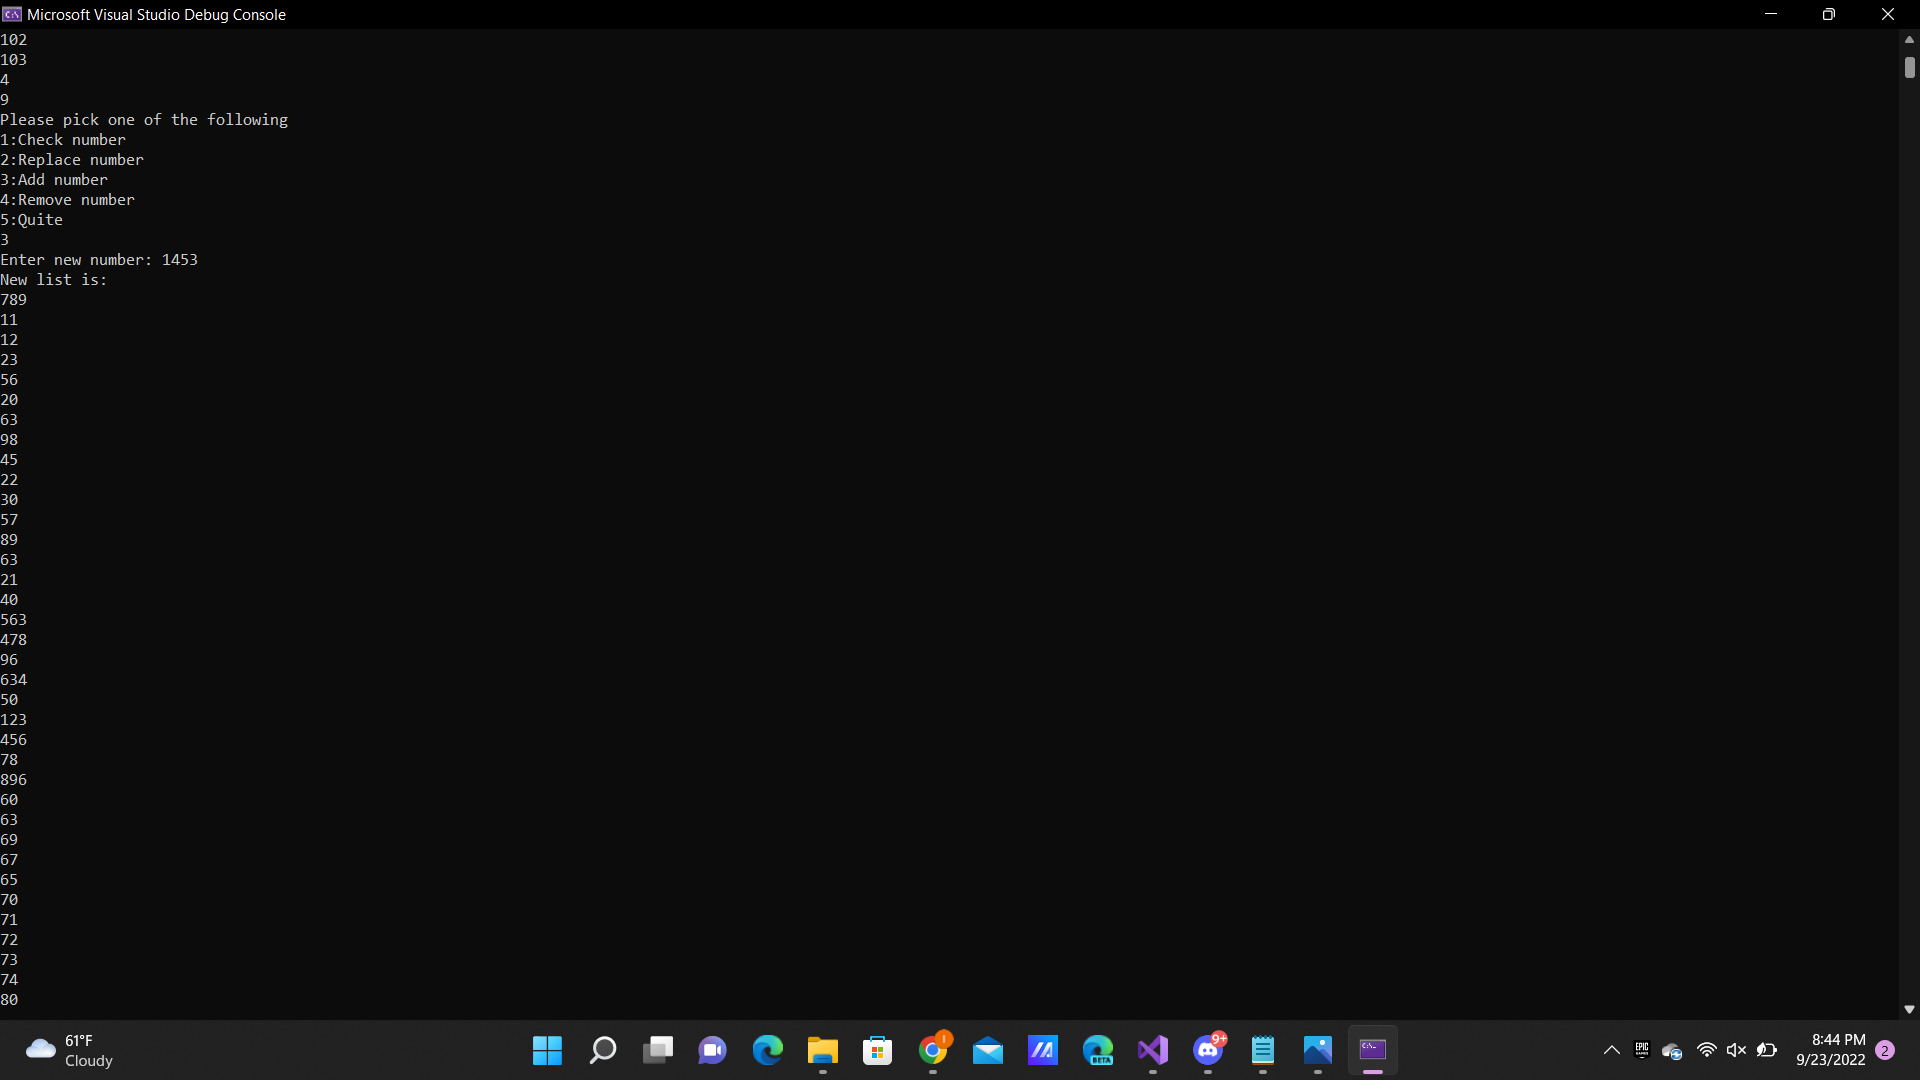 Microsoft Visual Studio Debug Console
102
103
4
9
Please pick one of the following
1:Check number
2:Replace number
3:Add number
4:Remove number
5:Quite
3
Enter new number: 1453
New list is:
789
11
12
23
56
20
63
98
45
22
30
57
89
63
21
40
563
478
96
634
50
123
456
78
896
60
63
69
67
65
70
71
72
73
74
80
61°F
Cloudy
BETA
9+
EPIC
GAMES
8:44 PM
9/23/2022
2